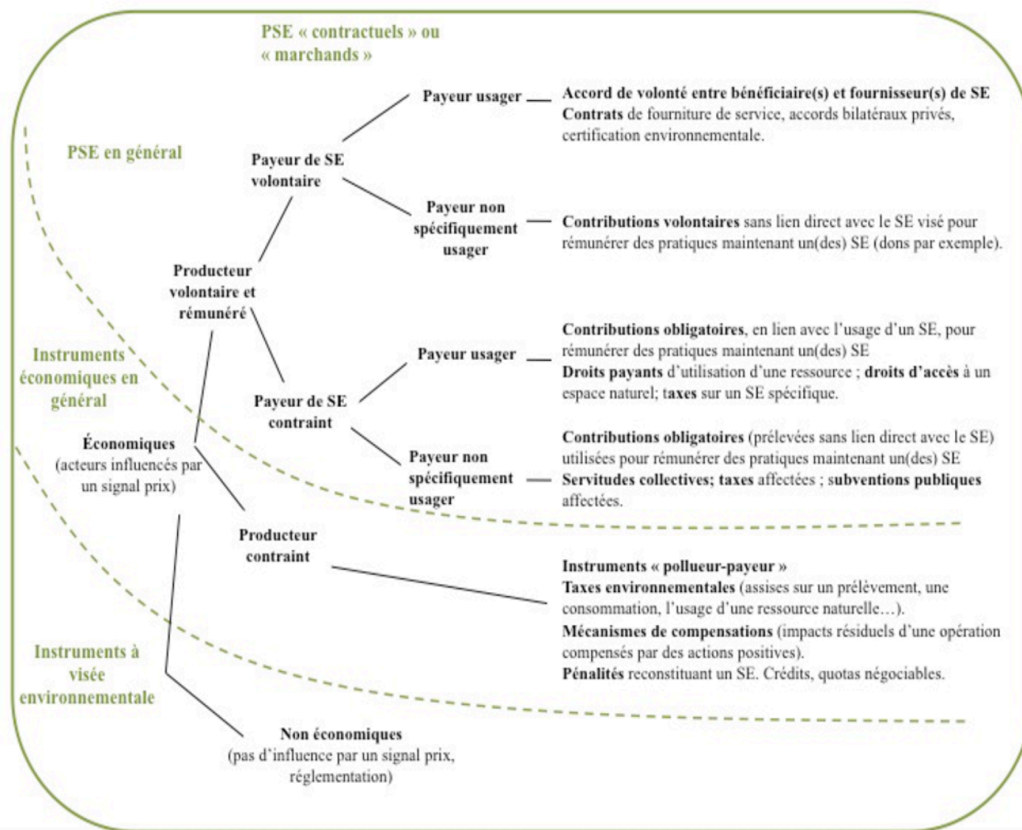 PSE « contractuels » ou
« marchands »
Payeur usager
Accord de volonté entre bénéficiaire(s) et fournisseur(s) de SE
Contrats de fourniture de service, accords bilatéraux privés,
certification environnementale.
PSE en général
Payeur de SE
volontaire
Payeur non
spécifiquement
usager
Contributions volontaires sans lien direct avec le SE visé pour
rémunérer des pratiques maintenant un(des) SE (dons par exemple).
Producteur
volontaire et
rémunéré
Instruments
économiques en
général
Payeur usager
Contributions obligatoires, en lien avec l'usage d'un SE, pour
rémunérer des pratiques maintenant un(des) SE
Droits payants d'utilisation d'une ressource ; droits d'accès à un
espace naturel; taxes sur un SE spécifique.
Payeur de SE
contraint
Économiques
(acteurs influencés par
un signal prix)
Payeur non
spécifiquement
usager
Contributions obligatoires (prélevées sans lien direct avec le SE)
utilisées pour rémunérer des pratiques maintenant un(des) SE
Servitudes collectives; taxes affectées ; subventions publiques
affectées.
Producteur
contraint
Instruments « pollueur-payeur »
Taxes environnementales (assises sur un prélèvement, une
consommation, l'usage d'une ressource naturelle…).
Mécanismes de compensations (impacts résiduels d'une opération
compensés par des actions positives).
Pénalités reconstituant un SE. Crédits, quotas négociables.
Instruments à
visée
environnementale
Non économiques
(pas d'influence par un signal prix,
réglementation)